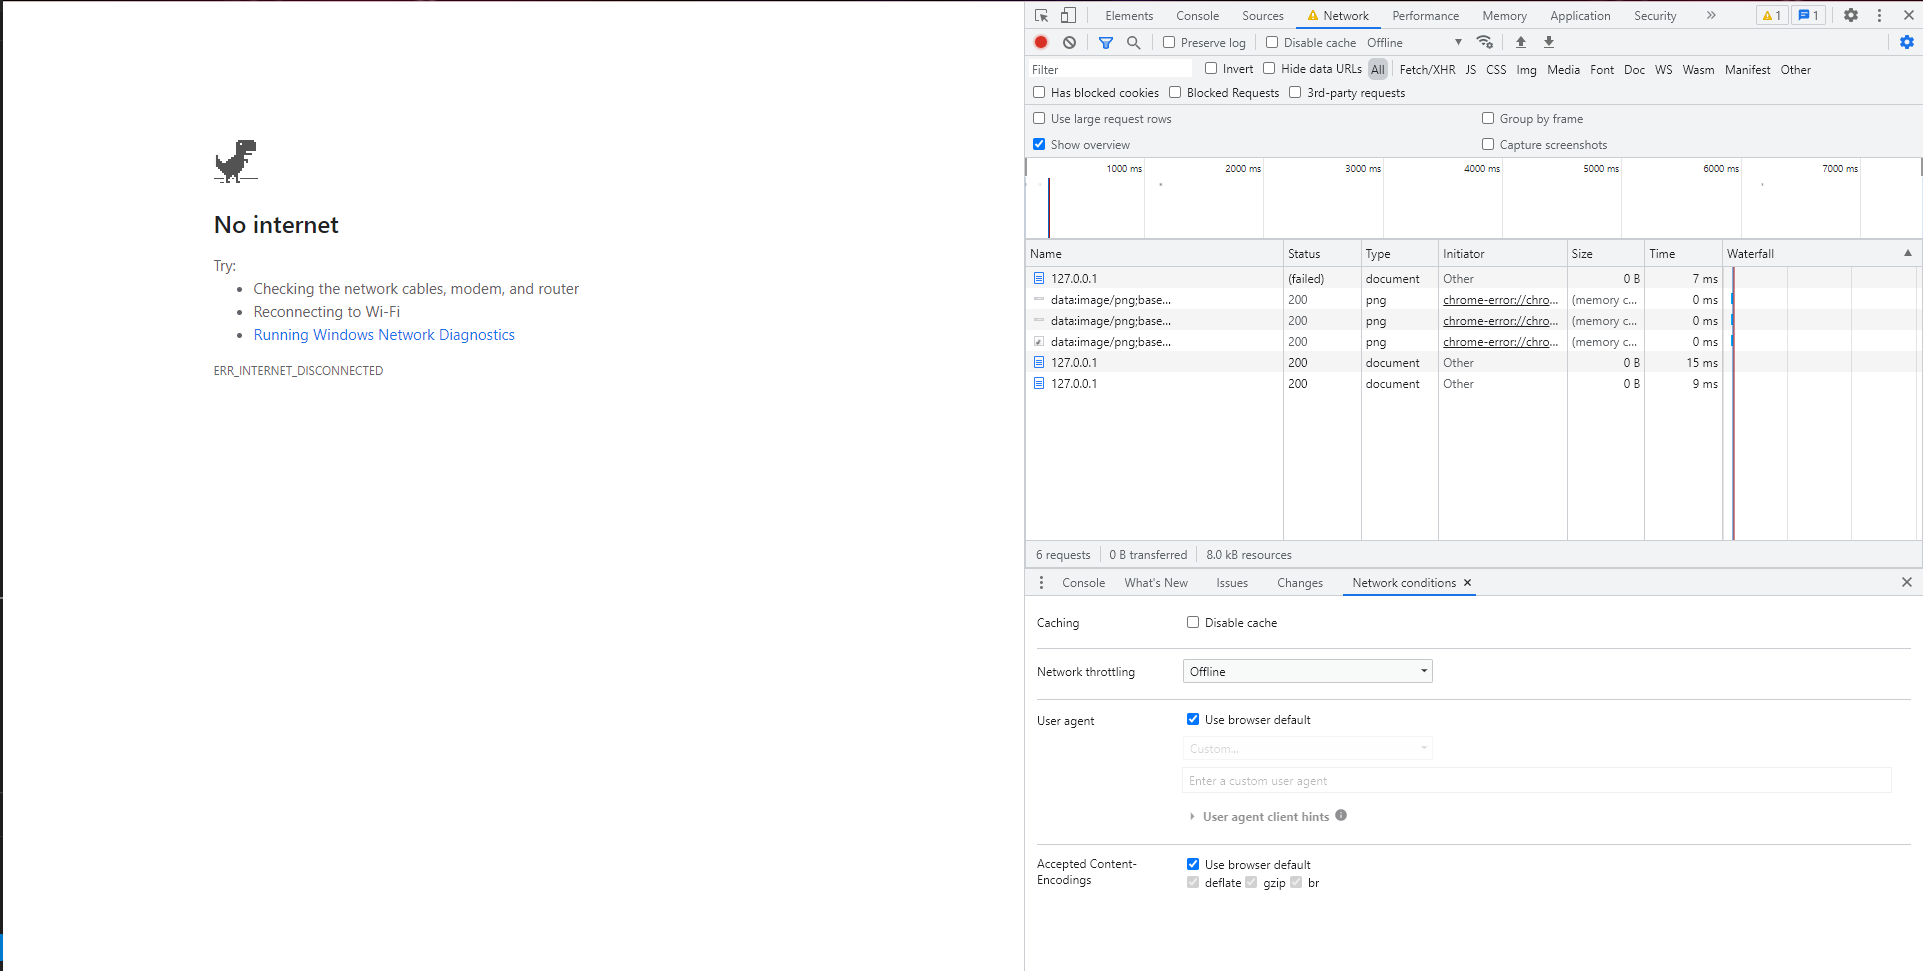 No internet
Try:
Checking the network cables, modem, and router
Reconnecting to Wi-Fi
Running Windows Network Diagnostics
ERR_INTERNET_DISCONNECTED
Elements Console Sources Network Performance Memory Application Security » 1 1
Preserve log Disable cache Offline
Filter Invert Hide data URLs All Fetch/XHR JS CSS Img Media Font Doc WS Wasm Manifest Other
Has blocked cookies Blocked Requests 3rd-party requests
Use large request rows Group by frame
Show overview Capture screenshots
1000 ms 2000 ms 3000 ms 4000 ms 5000 ms 6000 ms 7000 ms
Name Status Type Initiator Size Time Waterfall
127.0.0.1 (failed) document Other 0 B 7 ms
data:image/png;base... 200 png chrome-error://chro... (memory c... 0 ms
data:image/png;base... 200 png chrome-error://chro... (memory c... 0 ms
data:image/png;base... 200 png chrome-error://chro... (memory c... 0 ms
127.0.0.1 200 document Other 0 B 15 ms
127.0.0.1 200 document Other 0 B 9 ms
6 requests 0 B transferred 8.0 kB resources
Console What's New Issues Changes Network conditions
Caching Disable cache
Network throttling Offline
User agent Use browser default
Custom...
Enter a custom user agent
User agent client hints
Accepted Content- Use browser default
Encodings deflate gzip br